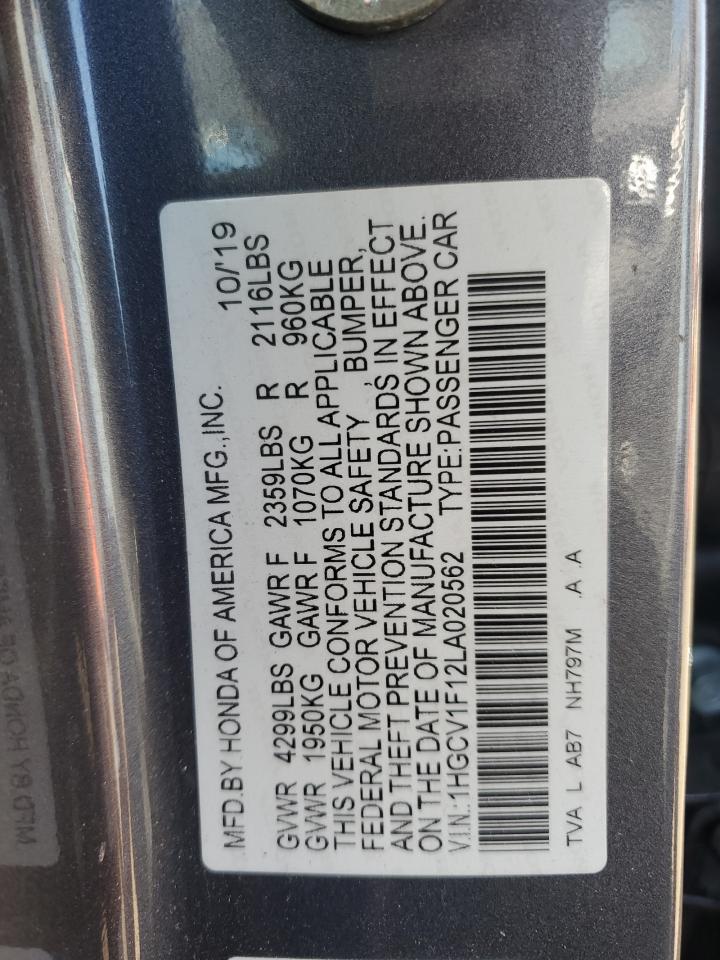 MFD.BY HONDA OF AMERICA MFG.,INC. 10/'19
GVWR 4299LBS GAWR F 2359LBS R 2116LBS
GVWR 1950KG GAWR F 1070KG R 960KG
THIS VEHICLE CONFORMS TO ALL APPLICABLE
FEDERAL MOTOR VEHICLE SAFETY , BUMPER,
AND THEFT PREVENTION STANDARDS IN EFFECT
ON THE DATE OF MANUFACTURE SHOWN ABOVE.
V.I.N.:1HGCV1F12LA020562 TYPE:PASSENGER CAR
TVA L AB7 NH797M .A .A